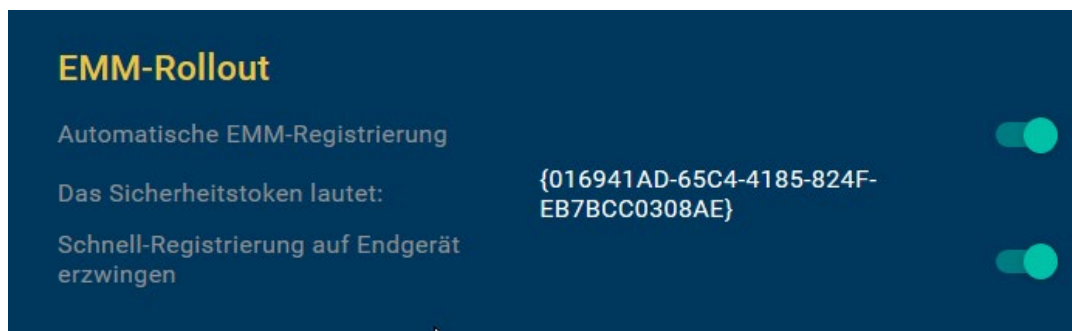 EMM-Rollout
Automatische EMM-Registrierung
Das Sicherheitstoken lautet:
{016941AD-65C4-4185-824F-
EB7BCC0308AE}
Schnell-Registrierung auf Endgerät
erzwingen